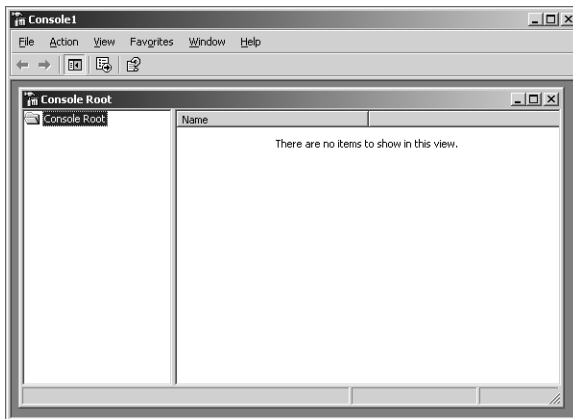 Console1
File Action View Favorites Window Help
Console Root
Console Root
Name
There are no items to show in this view.